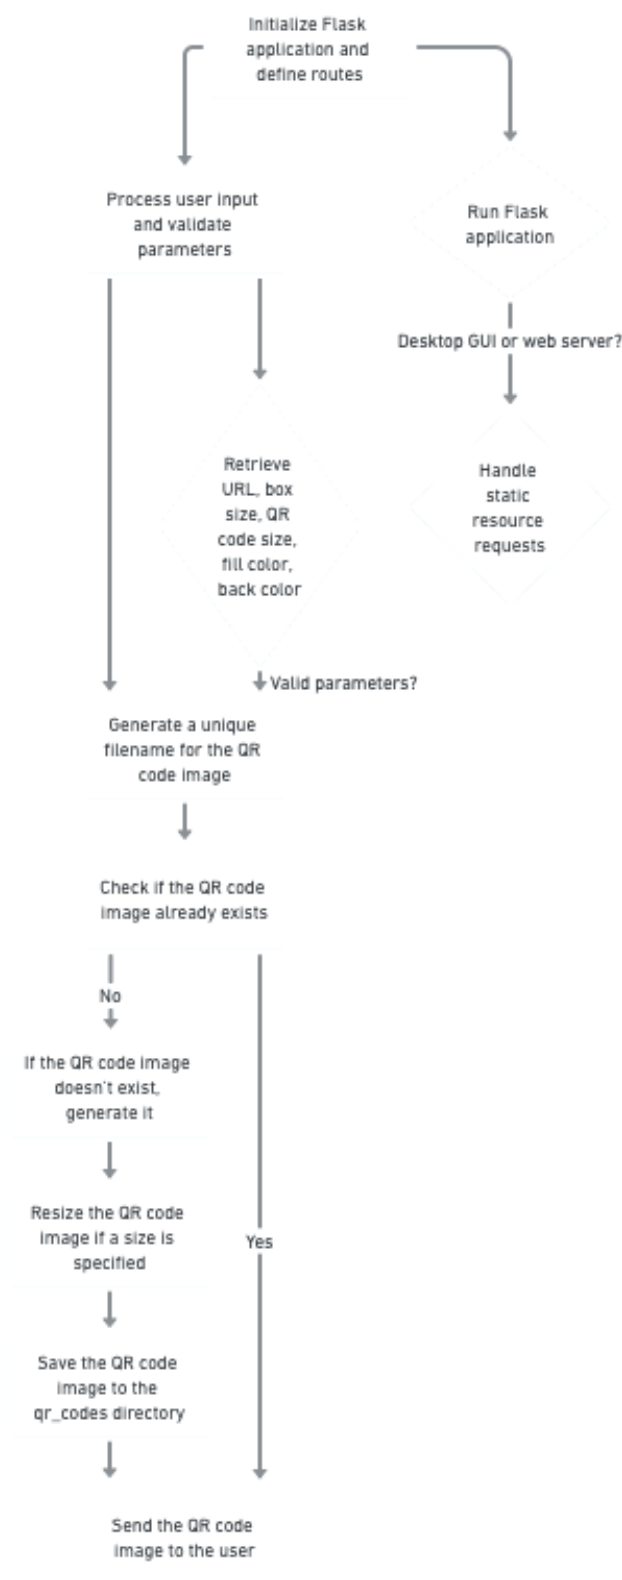 Initialize Flask
application and
define routes
Process user input
and validate
parameters
Run Flask
application
Desktop GUI or web server?
Retrieve
URL, box
size, QR
code size,
fill color,
back color
Handle
static
resource
requests
Valid parameters?
Generate a unique
filename for the QR
code image
Check if the QR code
image already exists
No
If the QR code image
doesn't exist,
generate it
Resize the QR code
image if a size is
specified
Yes
Save the QR code
image to the
qr_codes directory
Send the QR code
image to the user